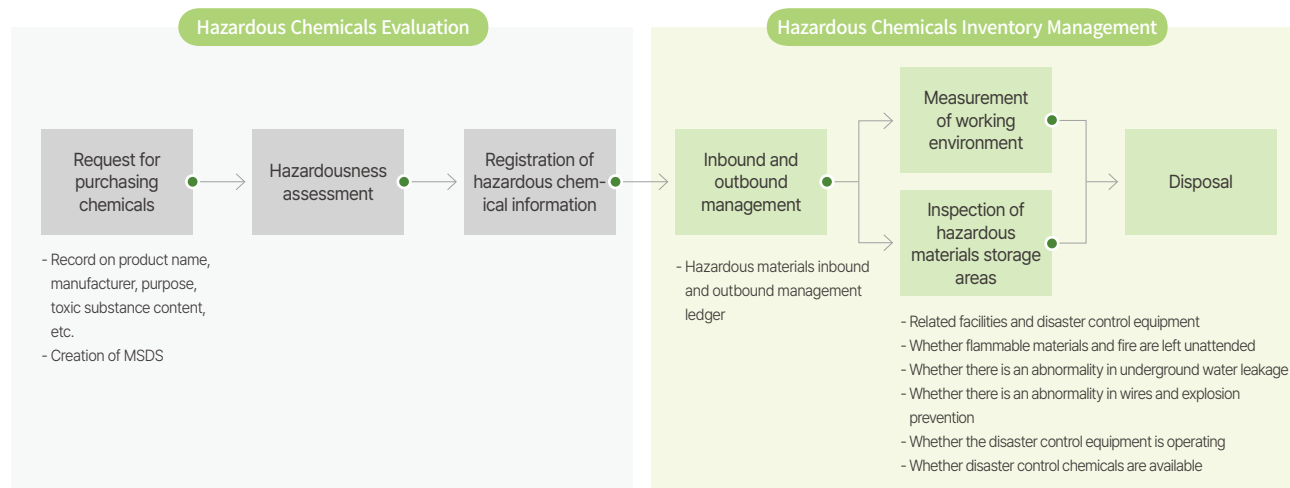 Hazardous Chemicals Evaluation
Request for
purchasing
chemicals
Hazardousness
assessment
Registration of
hazardous chem-
ical information
- Record on product name,
manufacturer, purpose,
toxic substance content,
etc.
- Creation of MSDS
Hazardous Chemicals Inventory Management
Inbound and
outbound
management
- Hazardous materials inbound
and outbound management
ledger
Measurement
of working
environment
Inspection of
hazardous
materials storage
areas
- Related facilities and disaster control equipment
- Whether flammable materials and fire are left unattended
- Whether there is an abnormality in underground water leakage
- Whether there is an abnormality in wires and explosion
prevention
- Whether the disaster control equipment is operating
- Whether disaster control chemicals are available
Disposal